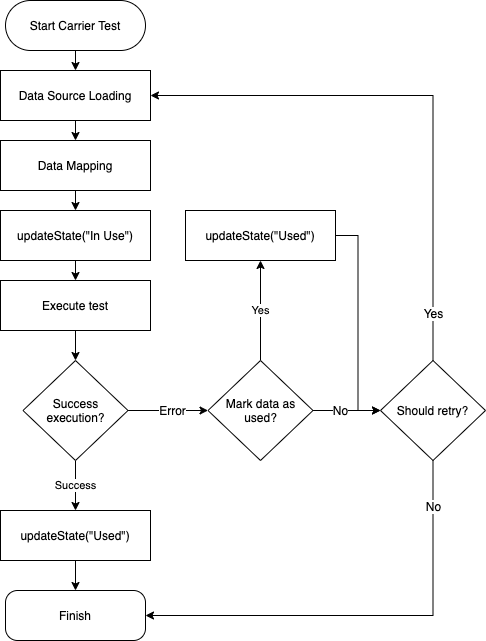 Start Carrier Test
Data Source Loading
Data Mapping
updateState("In Use")
updateState("Used")
Execute test
Yes
Yes
Success
execution?
Error
Mark data as
used?
No
Should retry?
Success
No
updateState("Used")
Finish